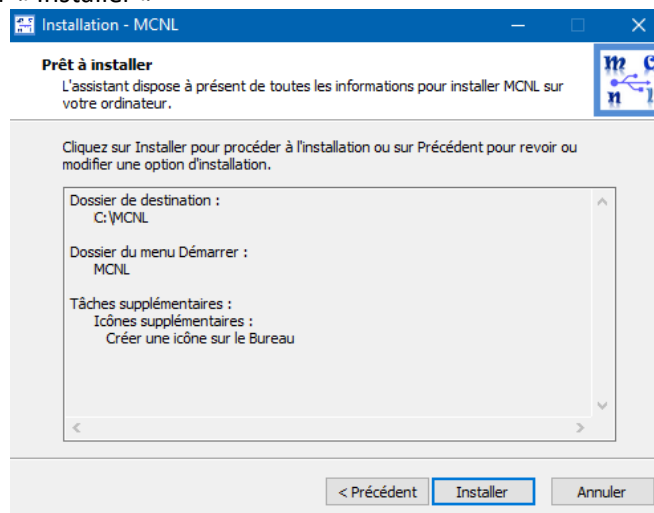 « Installer »
Installation - MCNL
Prêt à installer
L'assistant dispose à présent de toutes les informations pour installer MCNL sur
votre ordinateur.
m c
n l
Cliquez sur Installer pour procéder à l'installation ou sur Précédent pour revoir ou
modifier une option d'installation.
Dossier de destination :
C:\MCNL
Dossier du menu Démarrer :
MCNL
Tâches supplémentaires :
Icônes supplémentaires :
Créer une icône sur le Bureau
< Précédent
Installer
Annuler